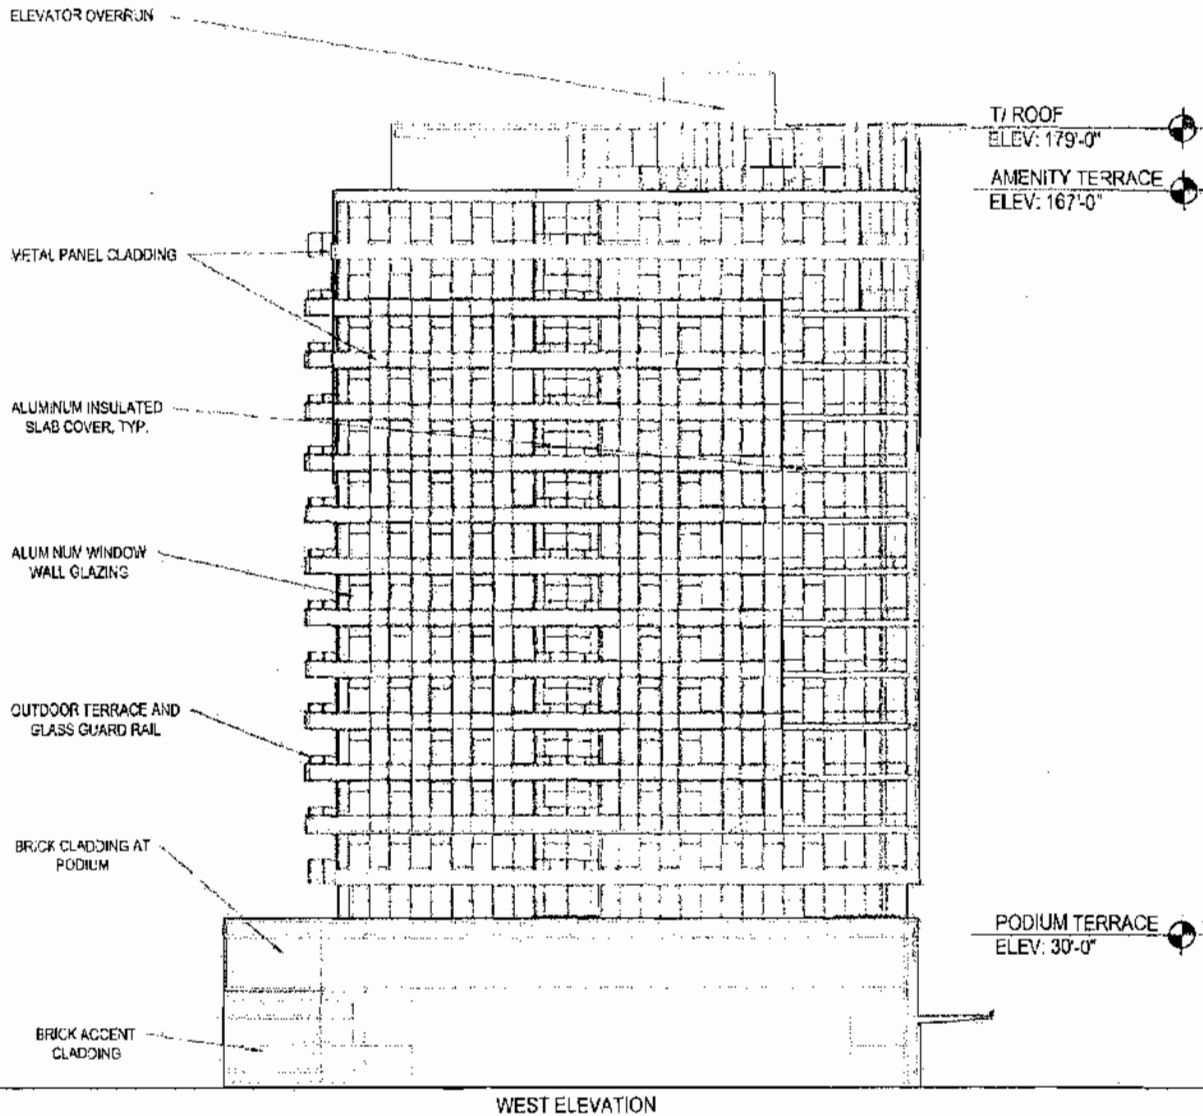 ELEVATOR OVERRUN
T/ ROOF
ELEV: 179'-0"
AMENITY TERRACE
ELEV: 167'-0"
METAL PANEL CLADDING
ALUMINUM INSULATED
SLAB COVER, TYP.
ALUMINUM WINDOW
WALL GLAZING
OUTDOOR TERRACE AND
GLASS GUARD RAIL
BRICK CLADDING AT
PODIUM
PODIUM TERRACE
ELEV: 30'-0"
BRICK ACCENT
CLADDING
WEST ELEVATION